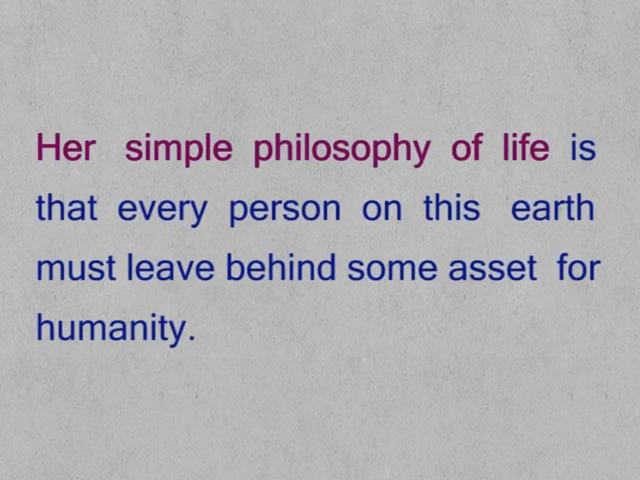 Her simple philosophy of life is
that every person on this earth
must leave behind some asset for
humanity.